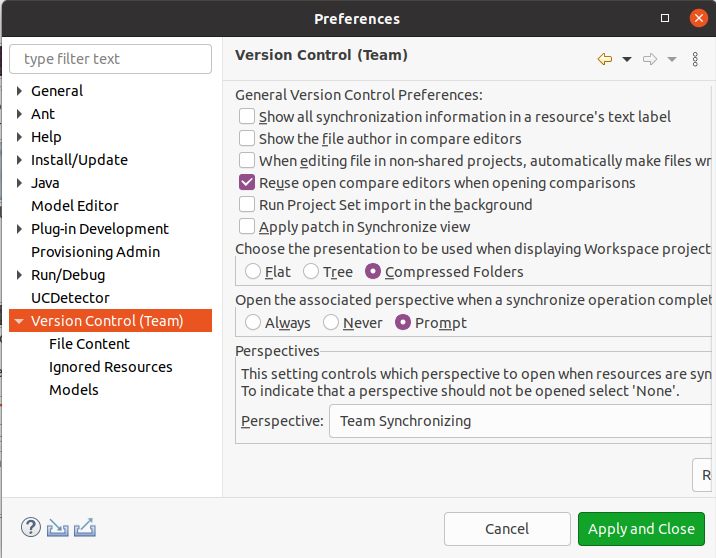 Preferences
type filter text
General
Ant
Help
Install/Update
Java
Model Editor
Plug-in Development
Provisioning Admin
Run/Debug
UCDetector
Version Control (Team)
File Content
Ignored Resources
Models
Version Control (Team)
General Version Control Preferences:
Show all synchronization information in a resource's text label
Show the file author in compare editors
When editing file in non-shared projects, automatically make files wr
Reuse open compare editors when opening comparisons
Run Project Set import in the background
Apply patch in Synchronize view
Choose the presentation to be used when displaying Workspace project
Flat Tree Compressed Folders
Open the associated perspective when a synchronize operation complet
Always Never Prompt
Perspectives
This setting controls which perspective to open when resources are syn
To indicate that a perspective should not be opened select 'None'.
Perspective: Team Synchronizing
R
Cancel Apply and Close